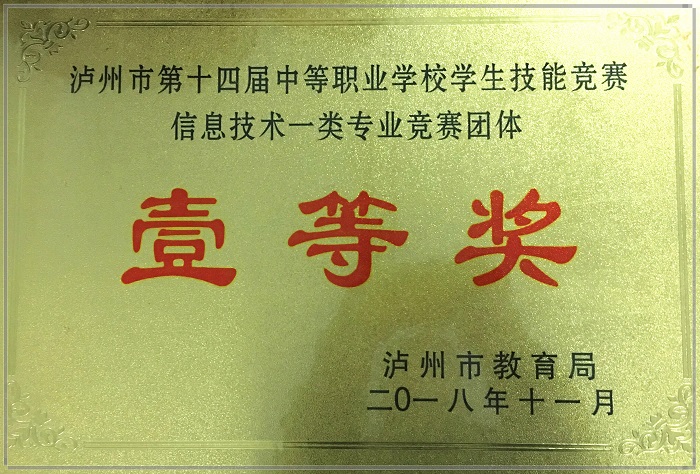 泸州市第十四届中等职业学校学生技能竞赛
信息技术一类专业竞赛团体
壹等奖
泸州市教育局
二0一八年十一月